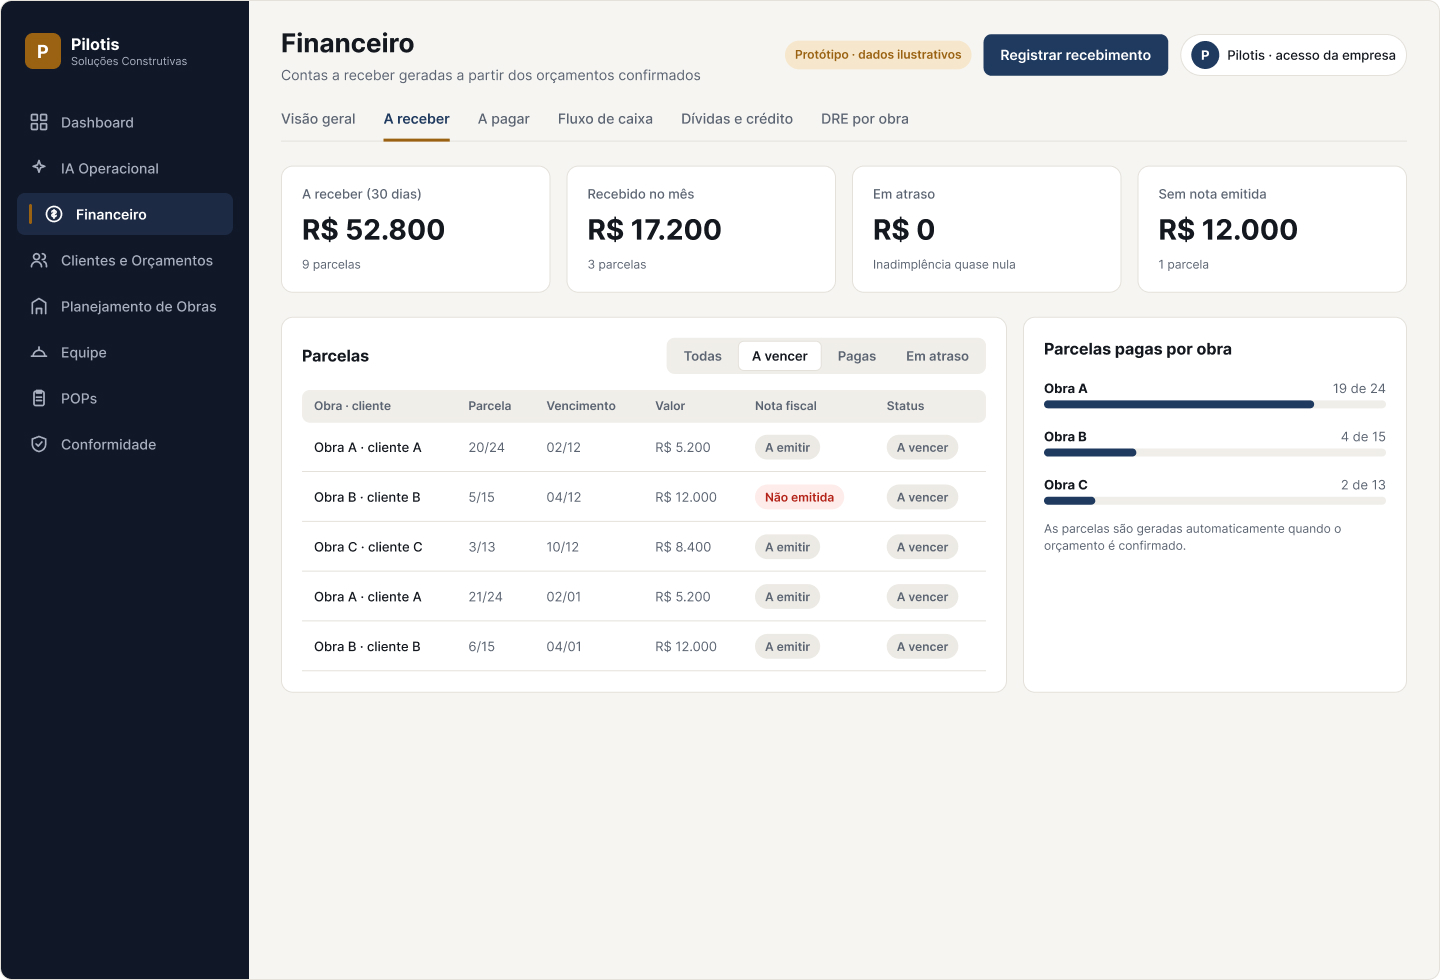 P
Pilotis
Soluções Construtivas
Dashboard
IA Operacional
Financeiro
Clientes e Orçamentos
Planejamento de Obras
Equipe
POPs
Conformidade
Financeiro
Contas a receber geradas a partir dos orçamentos confirmados
Protótipo · dados ilustrativos
Registrar recebimento
P Pilotis · acesso da empresa
Visão geral A receber A pagar Fluxo de caixa Dívidas e crédito DRE por obra
A receber (30 dias)
R$ 52.800
9 parcelas
Recebido no mês
R$ 17.200
3 parcelas
Em atraso
R$ 0
Inadimplência quase nula
Sem nota emitida
R$ 12.000
1 parcela
Parcelas
Todas A vencer Pagas Em atraso
Obra · cliente Parcela Vencimento Valor Nota fiscal Status
Obra A · cliente A 20/24 02/12 R$ 5.200 A emitir A vencer
Obra B · cliente B 5/15 04/12 R$ 12.000 Não emitida A vencer
Obra C · cliente C 3/13 10/12 R$ 8.400 A emitir A vencer
Obra A · cliente A 21/24 02/01 R$ 5.200 A emitir A vencer
Obra B · cliente B 6/15 04/01 R$ 12.000 A emitir A vencer
Parcelas pagas por obra
Obra A 19 de 24
Obra B 4 de 15
Obra C 2 de 13
As parcelas são geradas automaticamente quando o
orçamento é confirmado.